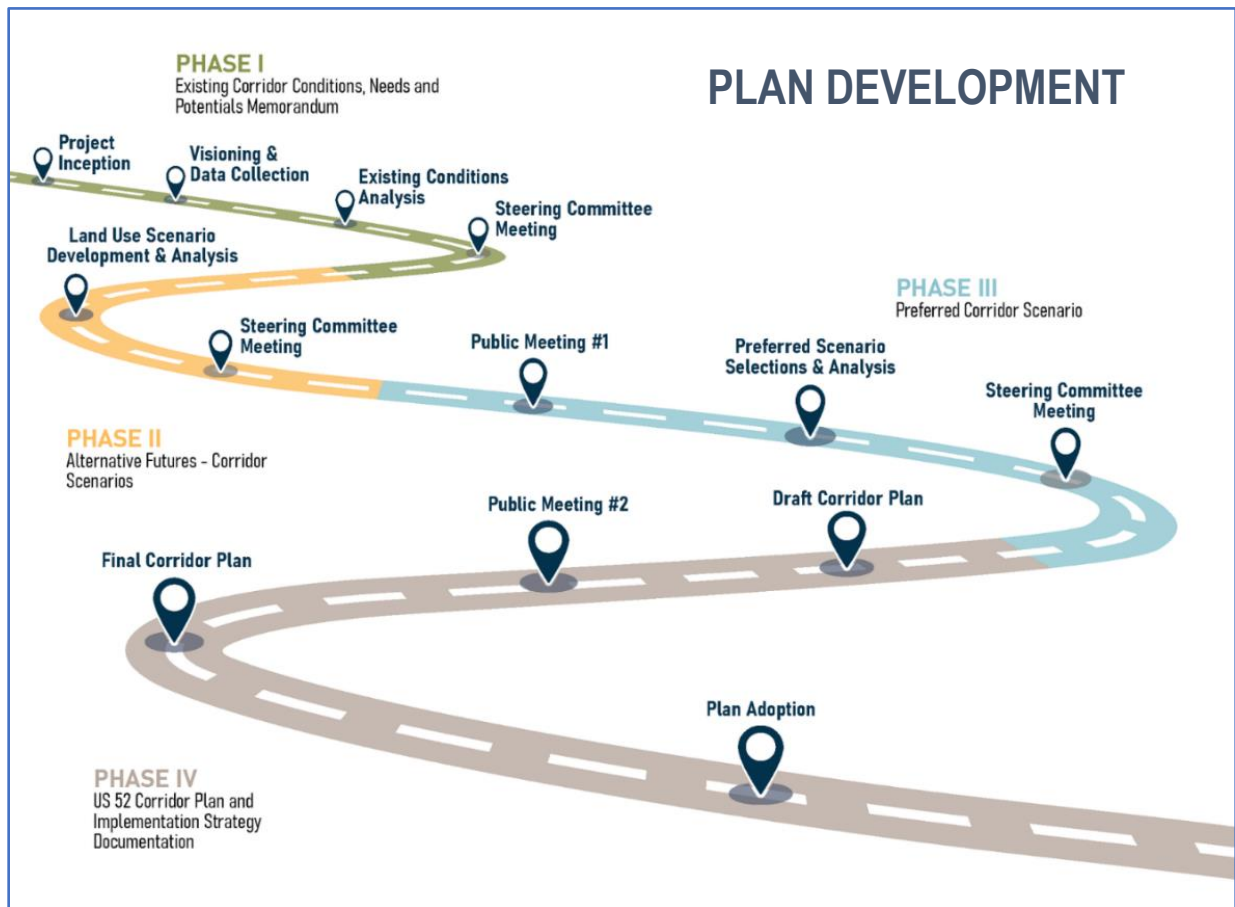 PLAN DEVELOPMENT
PHASE I
Existing Corridor Conditions, Needs and
Potentials Memorandum
Project
Inception
Visioning &
Data Collection
Existing Conditions
Analysis
Steering Committee
Meeting
Land Use Scenario
Development & Analysis
Steering Committee
Meeting
PHASE II
Alternative Futures - Corridor
Scenarios
PHASE III
Preferred Corridor Scenario
Public Meeting #1
Preferred Scenario
Selections & Analysis
Steering Committee
Meeting
Draft Corridor Plan
Public Meeting #2
Final Corridor Plan
Plan Adoption
PHASE IV
US 52 Corridor Plan and
Implementation Strategy
Documentation